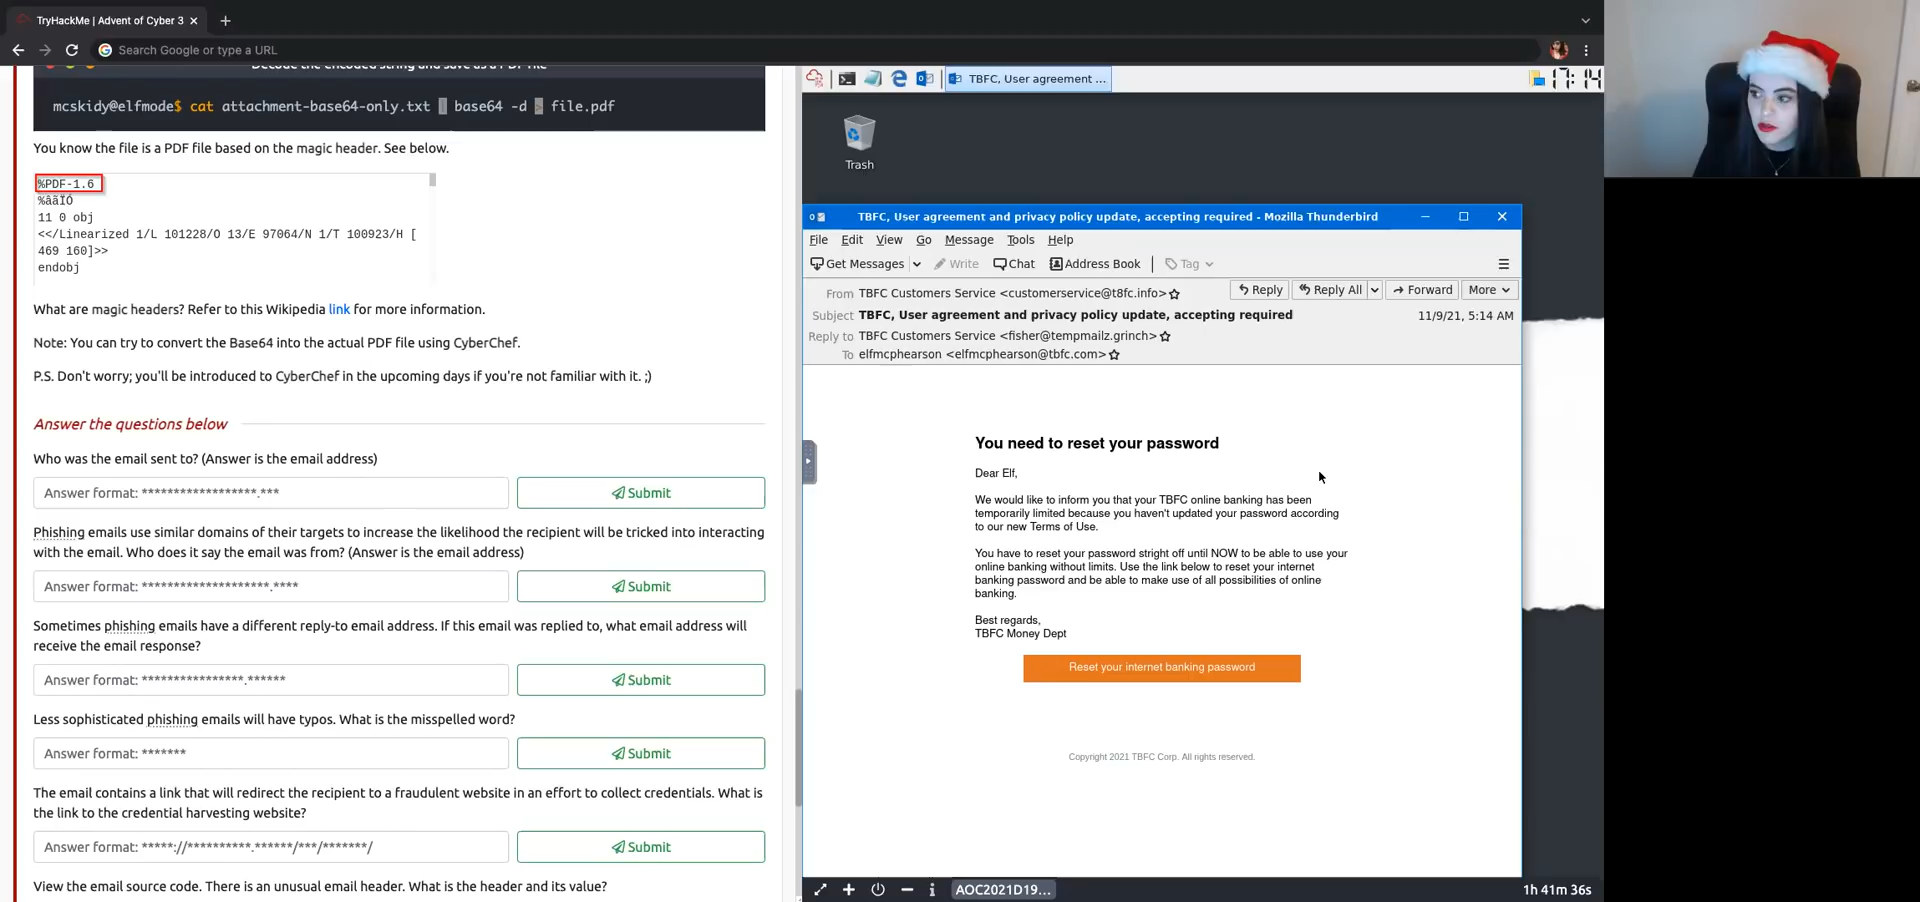 TryHackMe | Advent of Cyber 3
Search Google or type a URL
Decode the encoded string and save as a PDF file
mcskidy@elfmode$ cat attachment-base64-only.txt | base64 -d > file.pdf
You know the file is a PDF file based on the magic header. See below.
%PDF-1.6
%âãÏÓ
11 0 obj
<</Linearized 1/L 101228/O 13/E 97064/N 1/T 100923/H [
469 160]>>
endobj
What are magic headers? Refer to this Wikipedia link for more information.
Note: You can try to convert the Base64 into the actual PDF file using CyberChef.
P.S. Don't worry; you'll be introduced to CyberChef in the upcoming days if you're not familiar with it. ;)
Answer the questions below
Who was the email sent to? (Answer is the email address)
Answer format: ******************.***
Submit
Phishing emails use similar domains of their targets to increase the likelihood the recipient will be tricked into interacting
with the email. Who does it say the email was from? (Answer is the email address)
Answer format: ********************.****
Submit
Sometimes phishing emails have a different reply-to email address. If this email was replied to, what email address will
receive the email response?
Answer format: ****************.******
Submit
Less sophisticated phishing emails will have typos. What is the misspelled word?
Answer format: *******
Submit
The email contains a link that will redirect the recipient to a fraudulent website in an effort to collect credentials. What is
the link to the credential harvesting website?
Answer format: *****://**********.******/***/*******/
Submit
View the email source code. There is an unusual email header. What is the header and its value?
TBFC, User agreement ...
17:14
Trash
TBFC, User agreement and privacy policy update, accepting required - Mozilla Thunderbird
File Edit View Go Message Tools Help
Get Messages Write Chat Address Book Tag
From TBFC Customers Service <customerservice@t8fc.info>
Reply Reply All Forward More
Subject TBFC, User agreement and privacy policy update, accepting required
11/9/21, 5:14 AM
Reply to TBFC Customers Service <fisher@tempmailz.grinch>
To elfmcphearson <elfmcphearson@tbfc.com>
You need to reset your password
Dear Elf,
We would like to inform you that your TBFC online banking has been
temporarily limited because you haven't updated your password according
to our new Terms of Use.
You have to reset your password stright off until NOW to be able to use your
online banking without limits. Use the link below to reset your internet
banking password and be able to make use of all possibilities of online
banking.
Best regards,
TBFC Money Dept
Reset your internet banking password
Copyright 2021 TBFC Corp. All rights reserved.
AOC2021D19...
1h 41m 36s